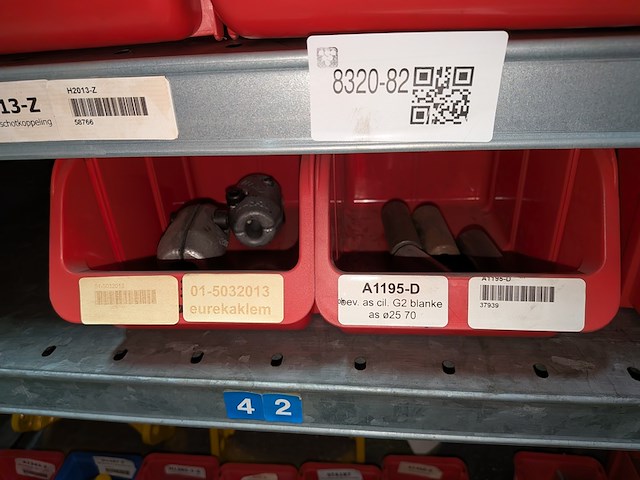 13-Z
schotkoppeling
H2013-Z
58766
8320-82
01-5032013
eurekaklem
A1195-D
bev. as cil. G2 blanke
as ø25 70
A1195-D
37939
4 2